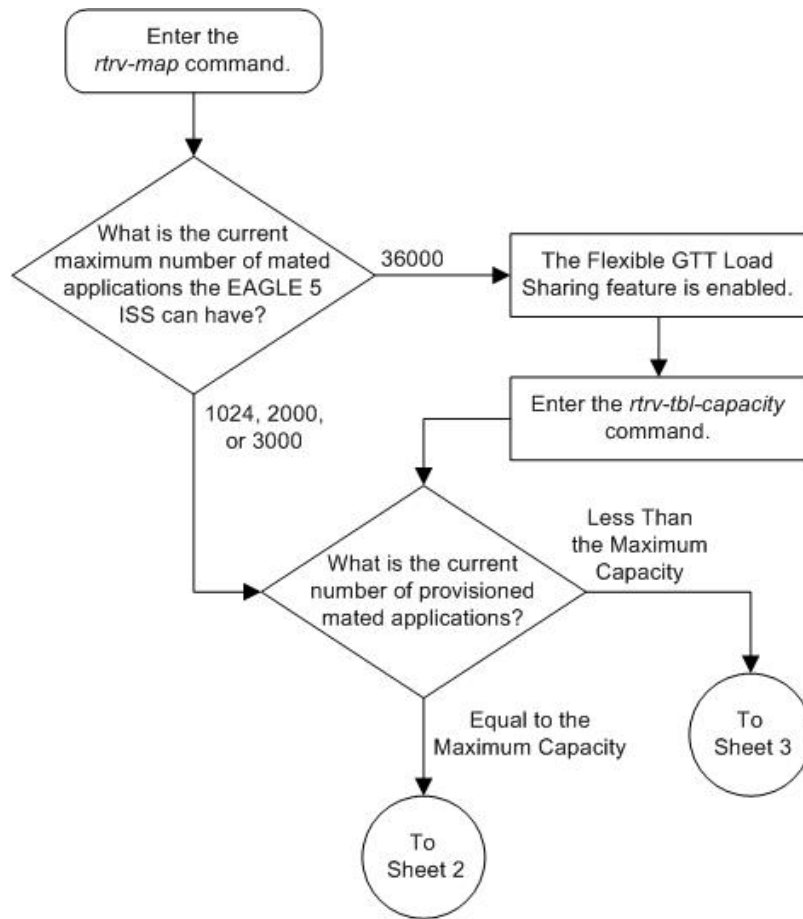 Enter the
rtrv-map command.
What is the current
maximum number of mated
applications the EAGLE 5
ISS can have?
36000
The Flexible GTT Load
Sharing feature is enabled.
Enter the rtrv-tbl-capacity
command.
1024, 2000,
or 3000
What is the current
number of provisioned
mated applications?
Less Than
the Maximum
Capacity
To
Sheet 3
Equal to the
Maximum Capacity
To
Sheet 2